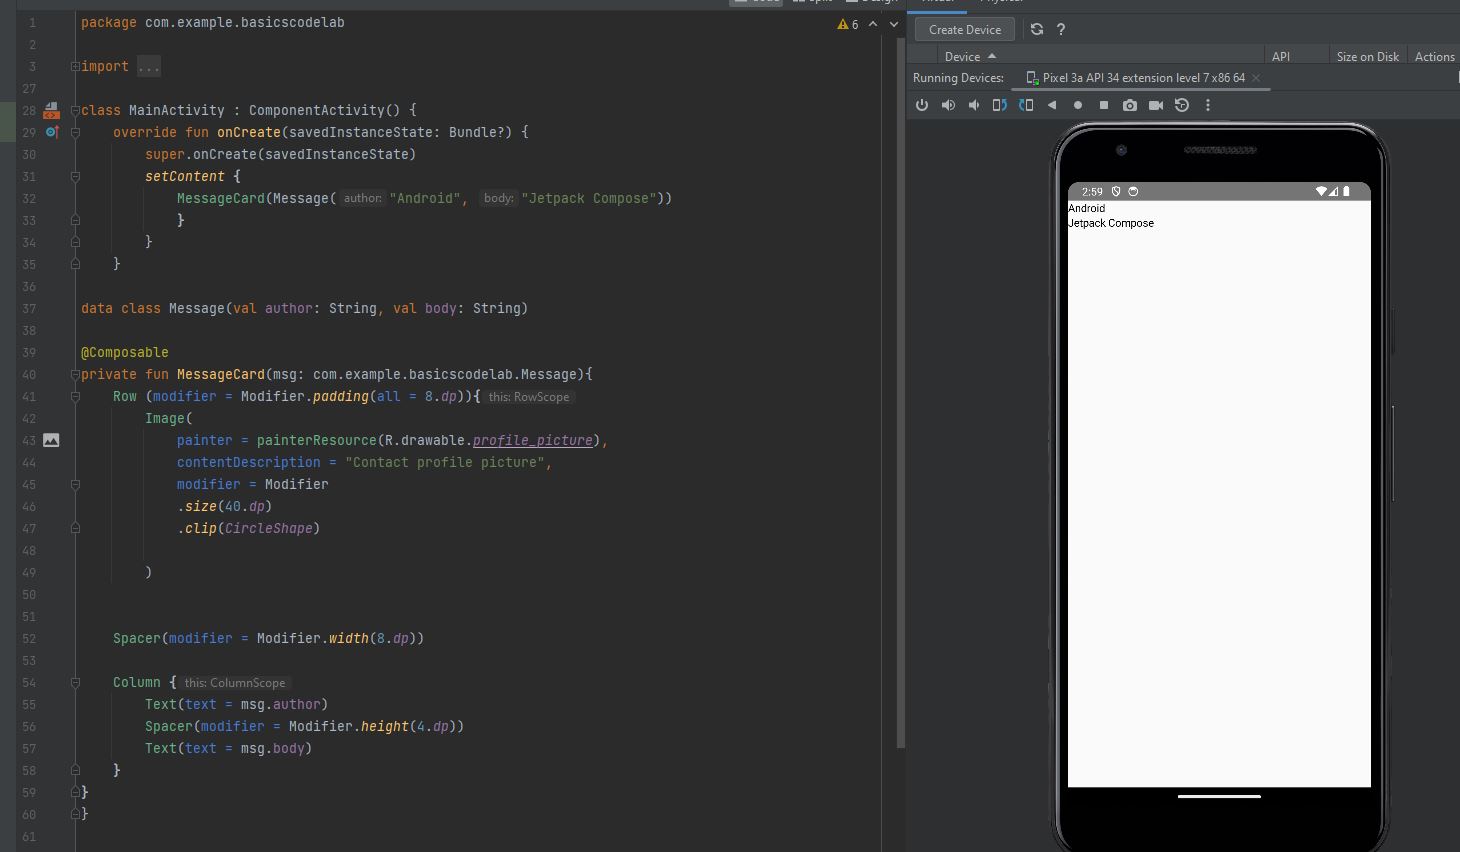 1 package com.example.basicscodelab
6
2
3 import ...
27
28 class MainActivity : ComponentActivity() {
29 override fun onCreate(savedInstanceState: Bundle?) {
30 super.onCreate(savedInstanceState)
31 setContent {
32 MessageCard(Message( author: "Android", body: "Jetpack Compose"))
33 }
34 }
35 }
36
37 data class Message(val author: String, val body: String)
38
39 @Composable
40 private fun MessageCard(msg: com.example.basicscodelab.Message){
41 Row (modifier = Modifier.padding(all = 8.dp)){ this: RowScope
42 Image(
43 painter = painterResource(R.drawable.profile_picture),
44 contentDescription = "Contact profile picture",
45 modifier = Modifier
46 .size(40.dp)
47 .clip(CircleShape)
48
49 )
50
51
52 Spacer(modifier = Modifier.width(8.dp))
53
54 Column { this: ColumnScope
55 Text(text = msg.author)
56 Spacer(modifier = Modifier.height(4.dp))
57 Text(text = msg.body)
58 }
59 }
60 }
61
Create Device ?
Device API Size on Disk Actions
Running Devices: Pixel 3a API 34 extension level 7 x86 64
2:59
Android
Jetpack Compose